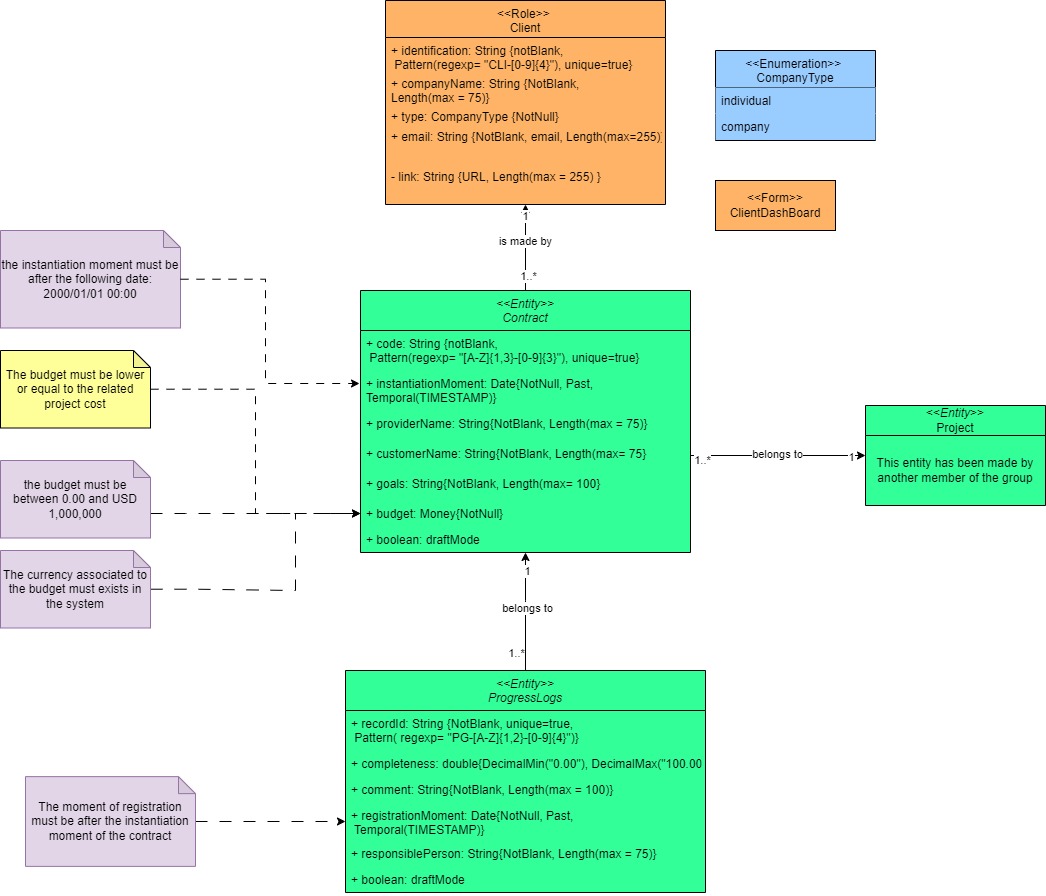 <<Role>>
Client
+ identification: String {notBlank,
Pattern(regexp= "CLI-[0-9]{4}"), unique=true}
+ companyName: String {NotBlank,
Length(max = 75)}
+ type: CompanyType {NotNull}
+ email: String {NotBlank, email, Length(max=255)}
- link: String {URL, Length(max = 255) }
<<Enumeration>>
CompanyType
individual
company
<<Form>>
ClientDashBoard
1
is made by
1..*
the instantiation moment must be
after the following date:
2000/01/01 00:00
The budget must be lower
or equal to the related
project cost
the budget must be
between 0.00 and USD
1,000,000
The currency associated to
the budget must exists in
the system
<<Entity>>
Contract
+ code: String {notBlank,
Pattern(regexp= "[A-Z]{1,3}-[0-9]{3}"), unique=true}
+ instantiationMoment: Date{NotNull, Past,
Temporal(TIMESTAMP)}
+ providerName: String{NotBlank, Length(max = 75)}
+ customerName: String{NotBlank, Length(max= 75}
+ goals: String{NotBlank, Length(max= 100}
+ budget: Money{NotNull}
+ boolean: draftMode
1..*
belongs to
1
<<Entity>>
Project
This entity has been made by
another member of the group
1
belongs to
1..*
<<Entity>>
ProgressLogs
+ recordId: String {NotBlank, unique=true,
Pattern( regexp= "PG-[A-Z]{1,2}-[0-9]{4}")}
+ completeness: double{DecimalMin("0.00"), DecimalMax("100.00
+ comment: String{NotBlank, Length(max = 100)}
+ registrationMoment: Date{NotNull, Past,
Temporal(TIMESTAMP)}
+ responsiblePerson: String{NotBlank, Length(max = 75)}
+ boolean: draftMode
The moment of registration
must be after the instantiation
moment of the contract